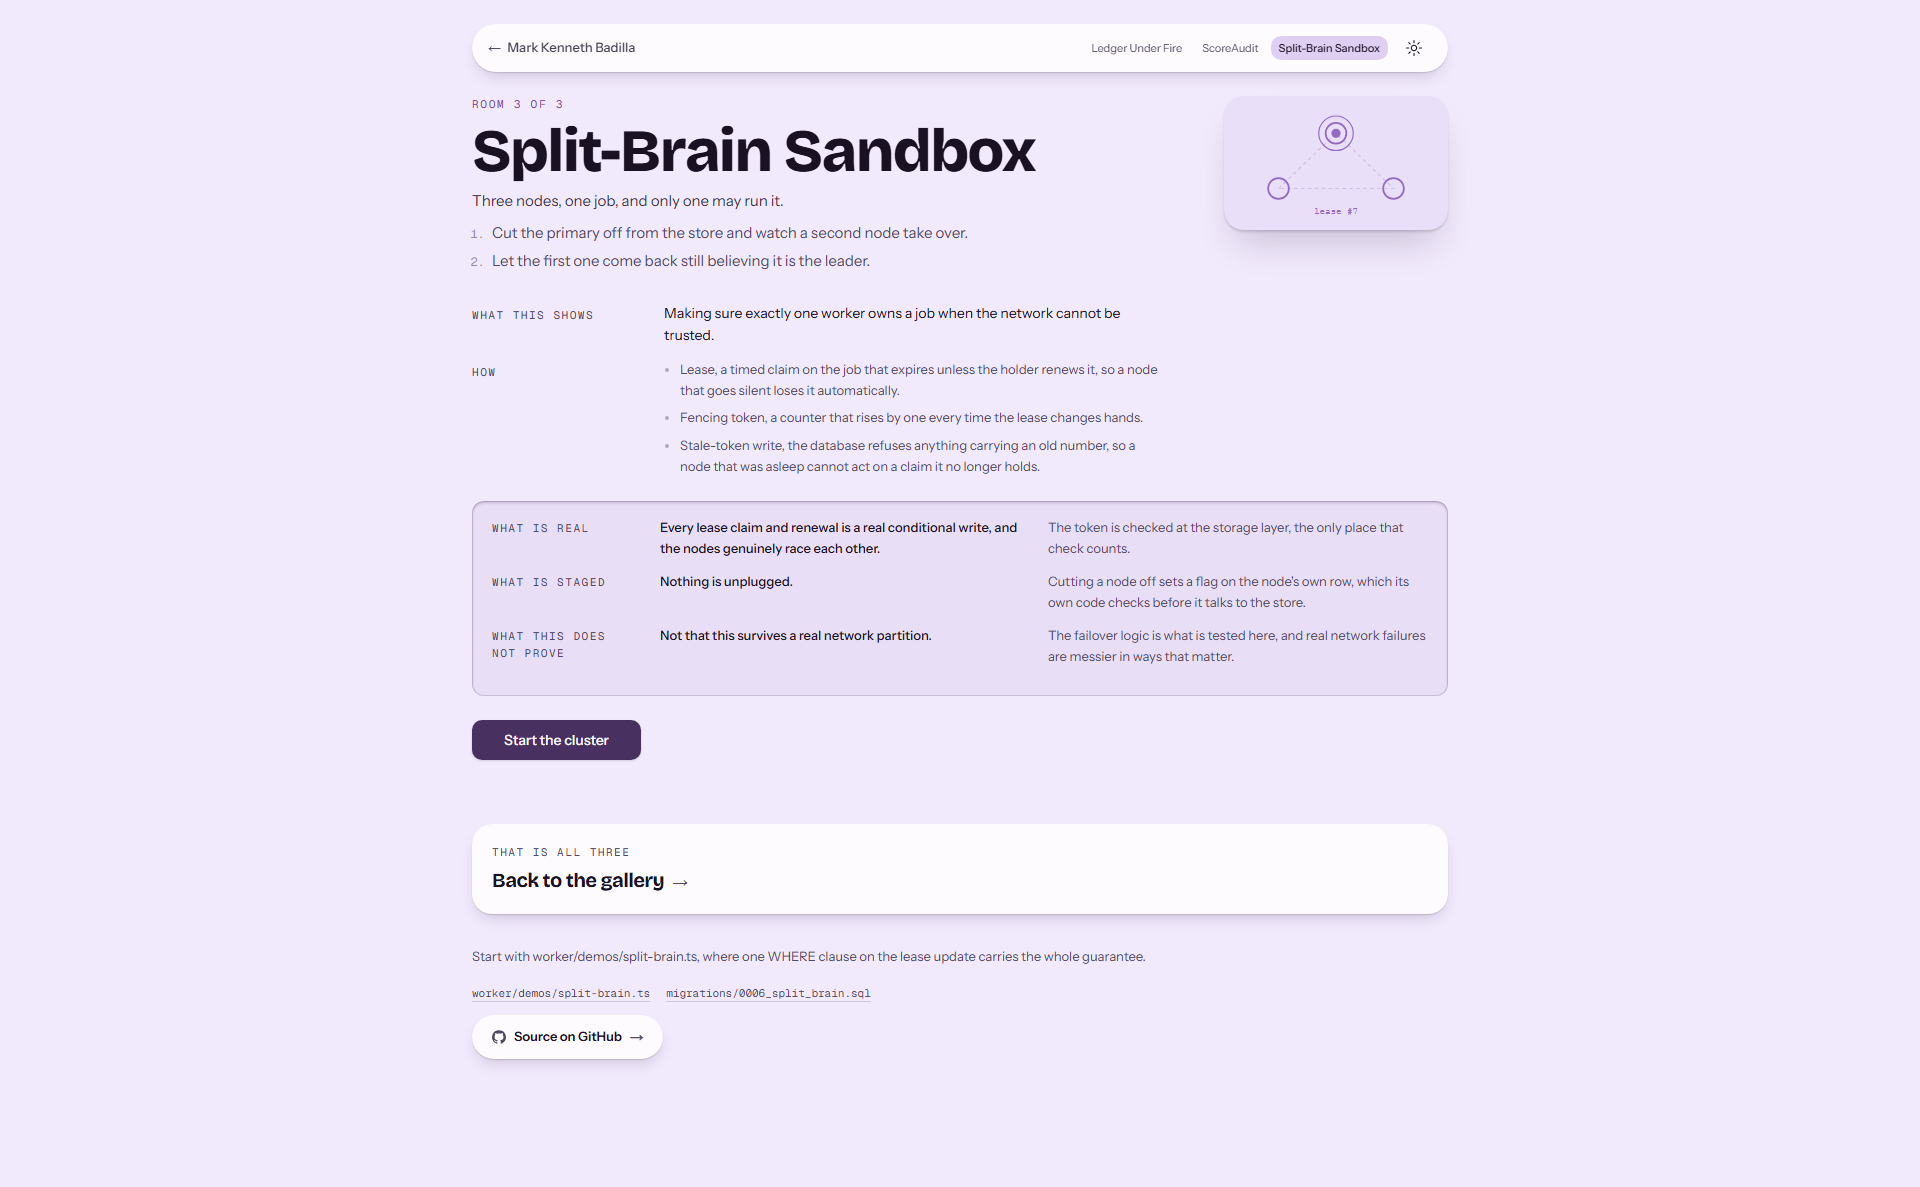 ← Mark Kenneth Badilla
Ledger Under Fire
ScoreAudit
Split-Brain Sandbox
ROOM 3 OF 3
Split-Brain Sandbox
Three nodes, one job, and only one may run it.
1. Cut the primary off from the store and watch a second node take over.
2. Let the first one come back still believing it is the leader.
lease #7
WHAT THIS SHOWS
Making sure exactly one worker owns a job when the network cannot be
trusted.
HOW
• Lease, a timed claim on the job that expires unless the holder renews it, so a node
that goes silent loses it automatically.
• Fencing token, a counter that rises by one every time the lease changes hands.
• Stale-token write, the database refuses anything carrying an old number, so a
node that was asleep cannot act on a claim it no longer holds.
WHAT IS REAL
Every lease claim and renewal is a real conditional write, and
the nodes genuinely race each other.
The token is checked at the storage layer, the only place that
check counts.
WHAT IS STAGED
Nothing is unplugged.
Cutting a node off sets a flag on the node's own row, which its
own code checks before it talks to the store.
WHAT THIS DOES
NOT PROVE
Not that this survives a real network partition.
The failover logic is what is tested here, and real network failures
are messier in ways that matter.
Start the cluster
THAT IS ALL THREE
Back to the gallery →
Start with worker/demos/split-brain.ts, where one WHERE clause on the lease update carries the whole guarantee.
worker/demos/split-brain.ts
migrations/0006_split_brain.sql
Source on GitHub →